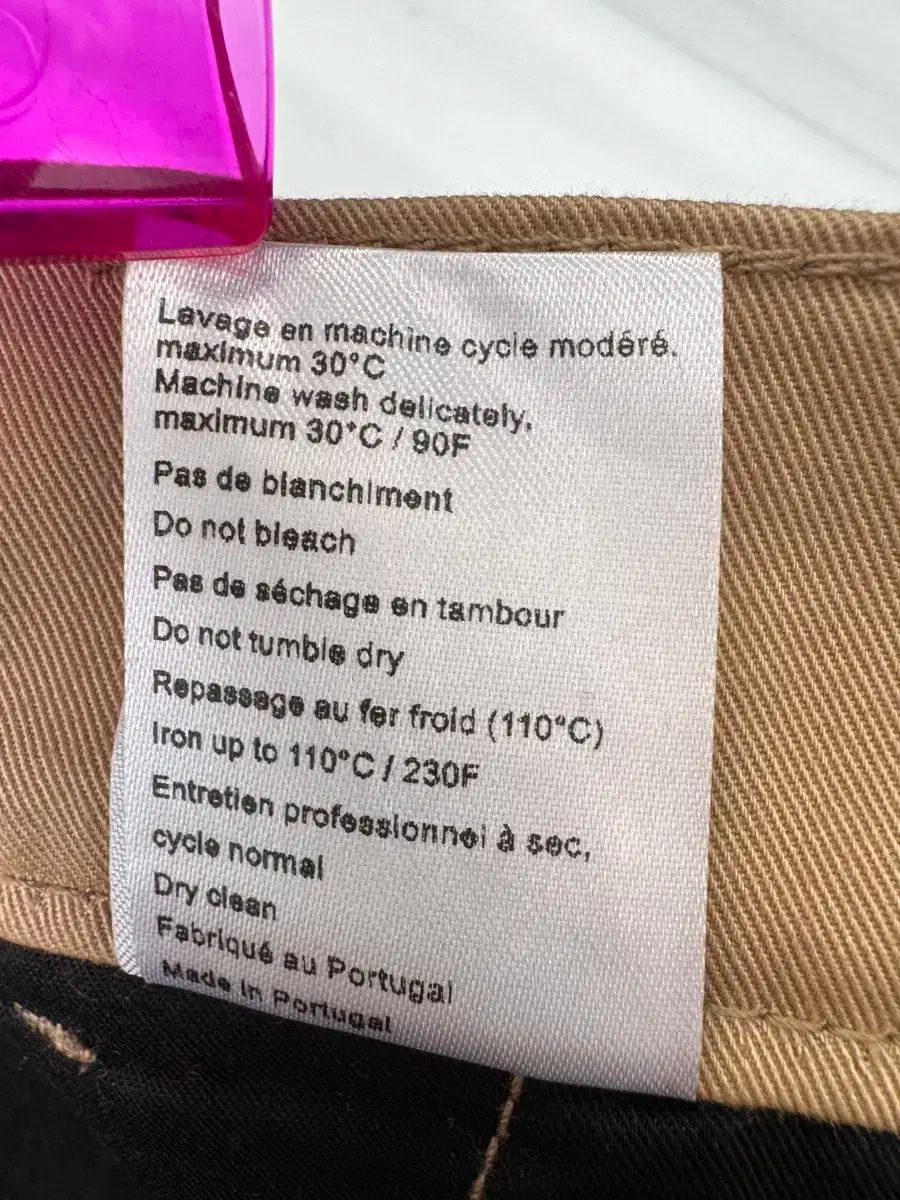 Lavage en machine cycle modéré.
maximum 30°C
Machine wash delicately,
maximum 30°C / 90F
Pas de blanchiment
Do not bleach
Pas de séchage en tambour
Do not tumble dry
Repassage au fer froid (110°C)
Iron up to 110°C / 230F
Entretien professionnel à sec,
cycle normal
Dry clean
Fabriqué au Portugal
Made in Portugal